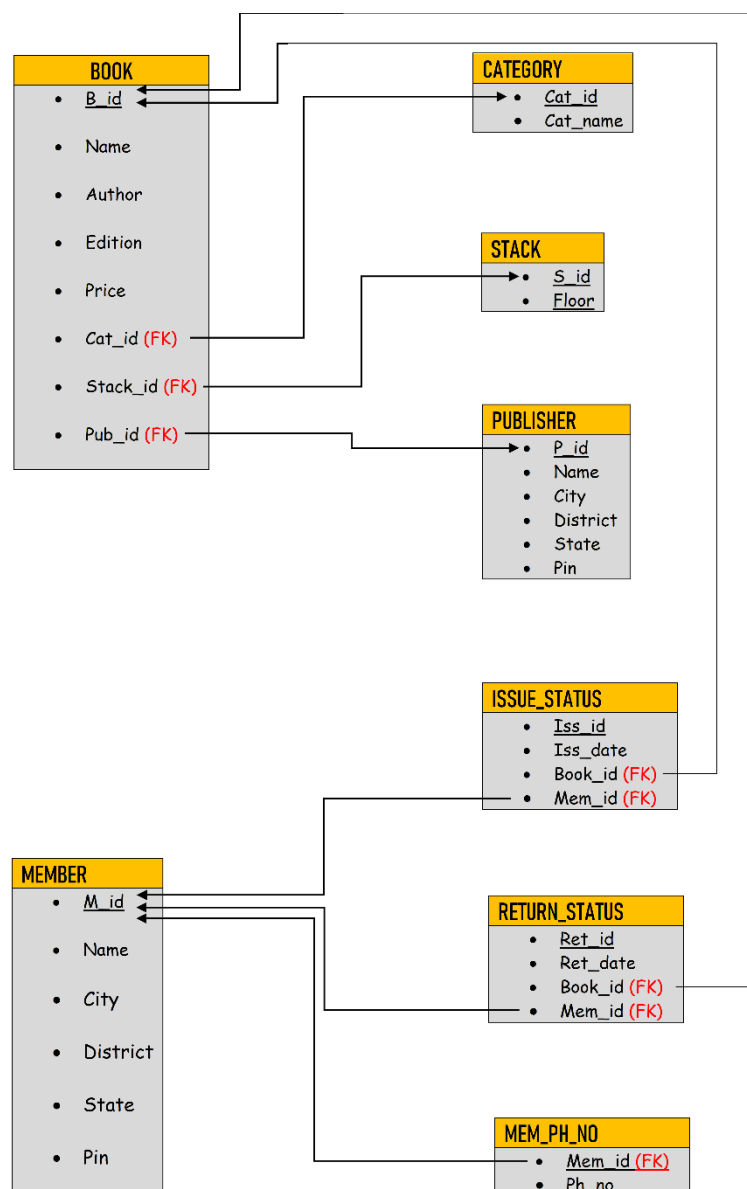 BOOK
B_id
Name
Author
Edition
Price
Cat_id (FK)
Stack_id (FK)
Pub_id (FK)
CATEGORY
Cat_id
Cat_name
STACK
S_id
Floor
PUBLISHER
P_id
Name
City
District
State
Pin
ISSUE_STATUS
Iss_id
Iss_date
Book_id (FK)
Mem_id (FK)
MEMBER
M_id
Name
City
District
State
Pin
RETURN_STATUS
Ret_id
Ret_date
Book_id (FK)
Mem_id (FK)
MEM_PH_NO
Mem_id (FK)
Ph_no